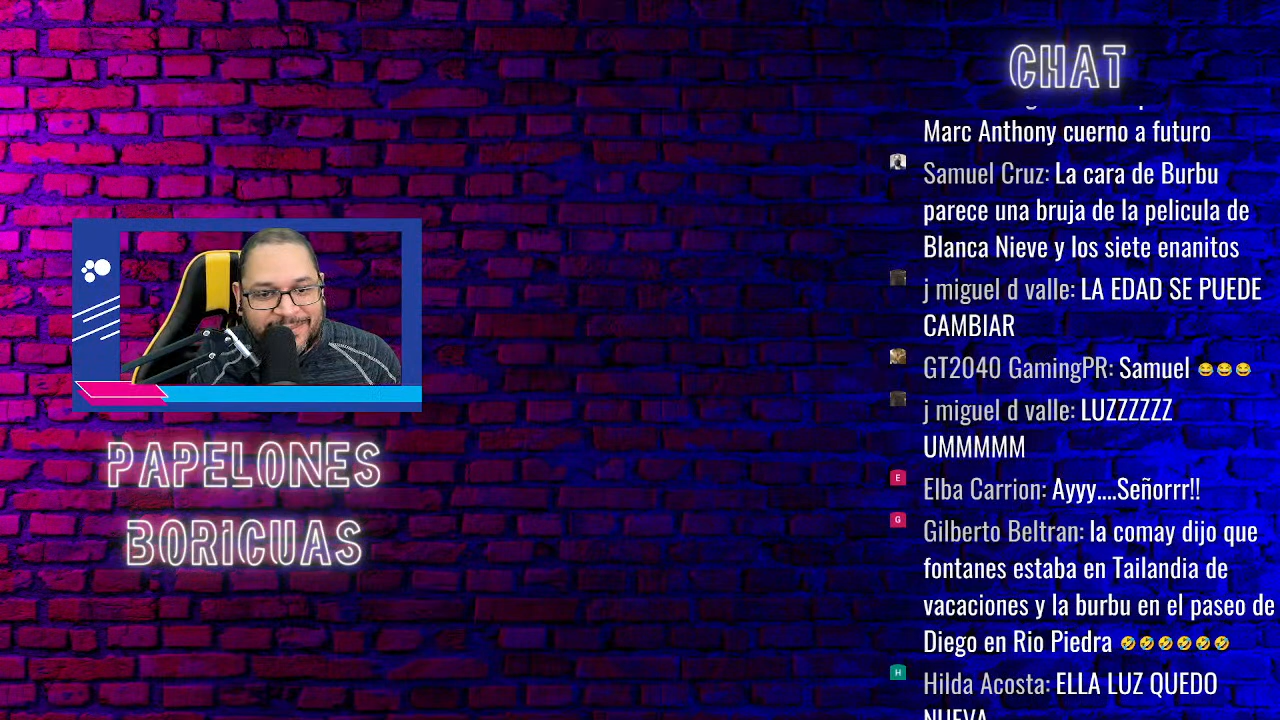 CHAT
Marc Anthony cuerno a futuro
Samuel Cruz: La cara de Burbu
parece una bruja de la pelicula de
Blanca Nieve y los siete enanitos
j miguel d valle: LA EDAD SE PUEDE
CAMBIAR
GT2040 GamingPR: Samuel 😂😂😂
j miguel d valle: LUZZZZZZ
UMMMMM
E
Elba Carrion: Ayyy....Señorrr!!
G
Gilberto Beltran: la comay dijo que
fontanes estaba en Tailandia de
vacaciones y la burbu en el paseo de
Diego en Rio Piedra 🤣🤣🤣🤣🤣🤣
H
Hilda Acosta: ELLA LUZ QUEDO
NUEVA
PAPELONES
BORICUAS